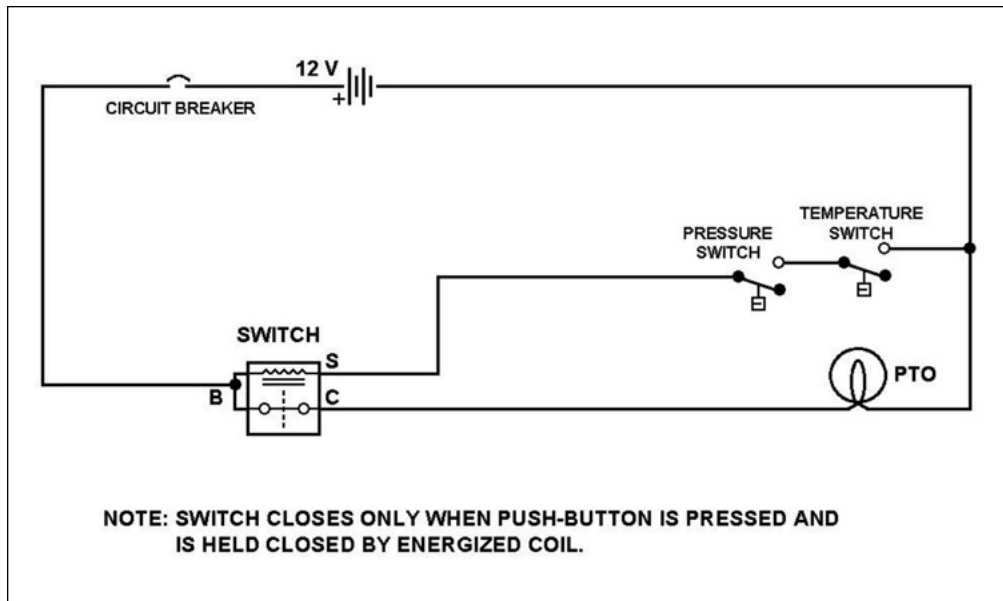 12 V
+
CIRCUIT BREAKER
TEMPERATURE
SWITCH
PRESSURE
SWITCH
SWITCH
S
B
C
PTO
NOTE: SWITCH CLOSES ONLY WHEN PUSH-BUTTON IS PRESSED AND
IS HELD CLOSED BY ENERGIZED COIL.